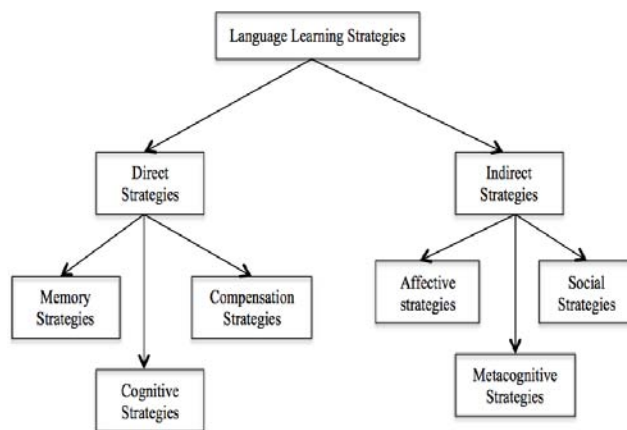 Language Learning Strategies
Direct
Strategies
Indirect
Strategies
Memory
Strategies
Compensation
Strategies
Cognitive
Strategies
Affective
strategies
Social
Strategies
Metacognitive
Strategies